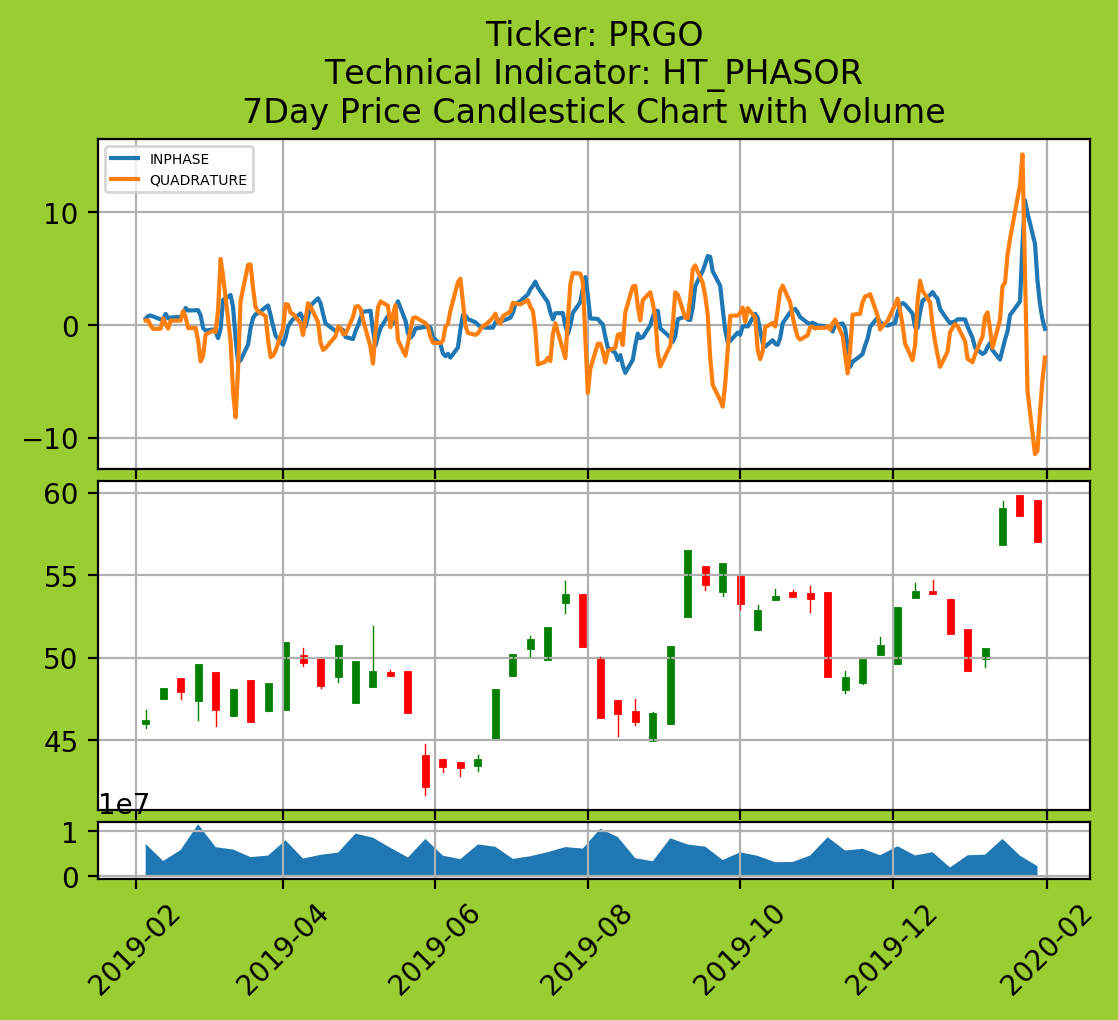 Ticker: PRGO
Technical Indicator: HT_PHASOR
7Day Price Candlestick Chart with Volume
INPHASE
QUADRATURE
10
0
−10
60
55
50
45
1e7
1
0
2019-02
2019-04
2019-06
2019-08
2019-10
2019-12
2020-02